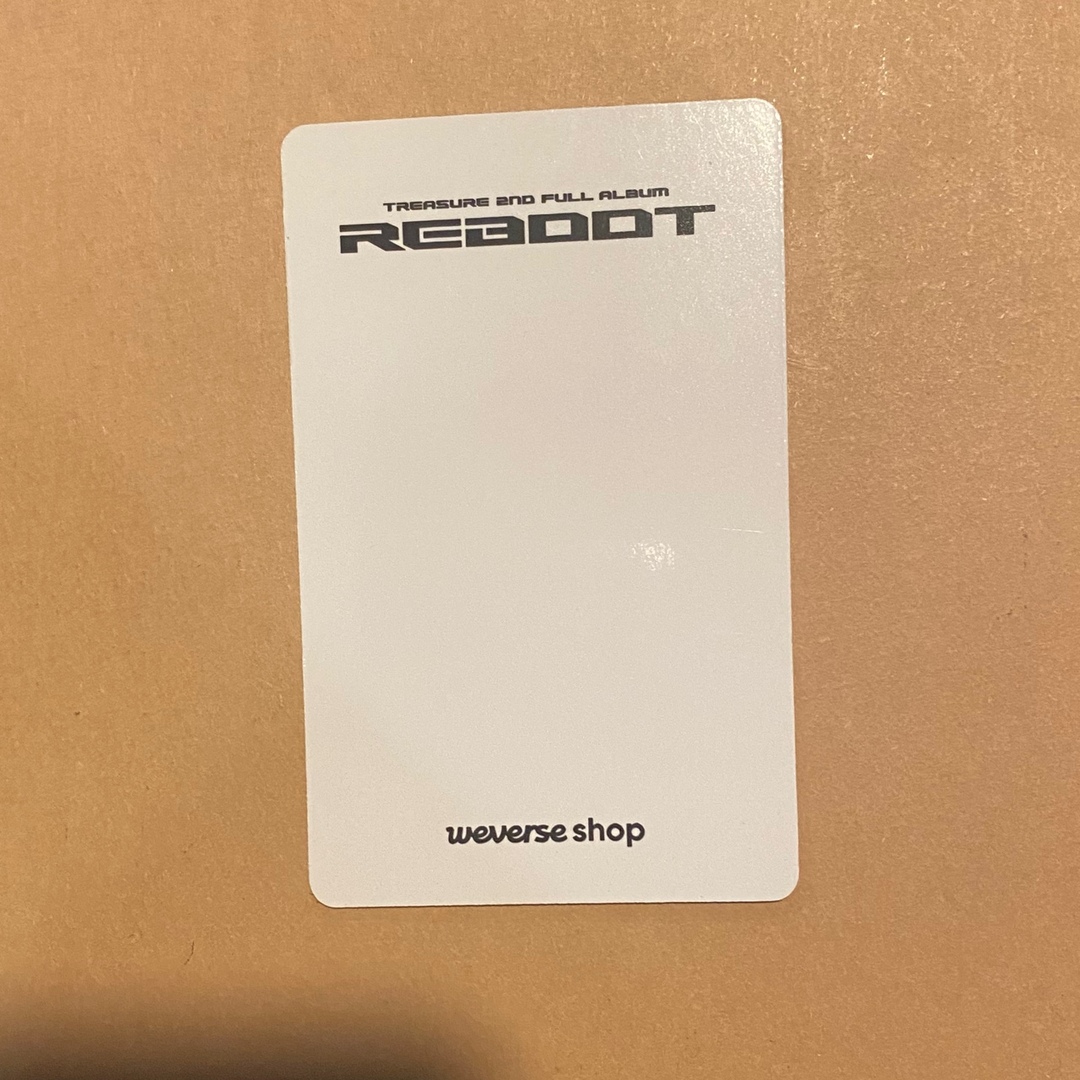 TREASURE 2ND FULL ALBUM
REBOOT
weverse shop